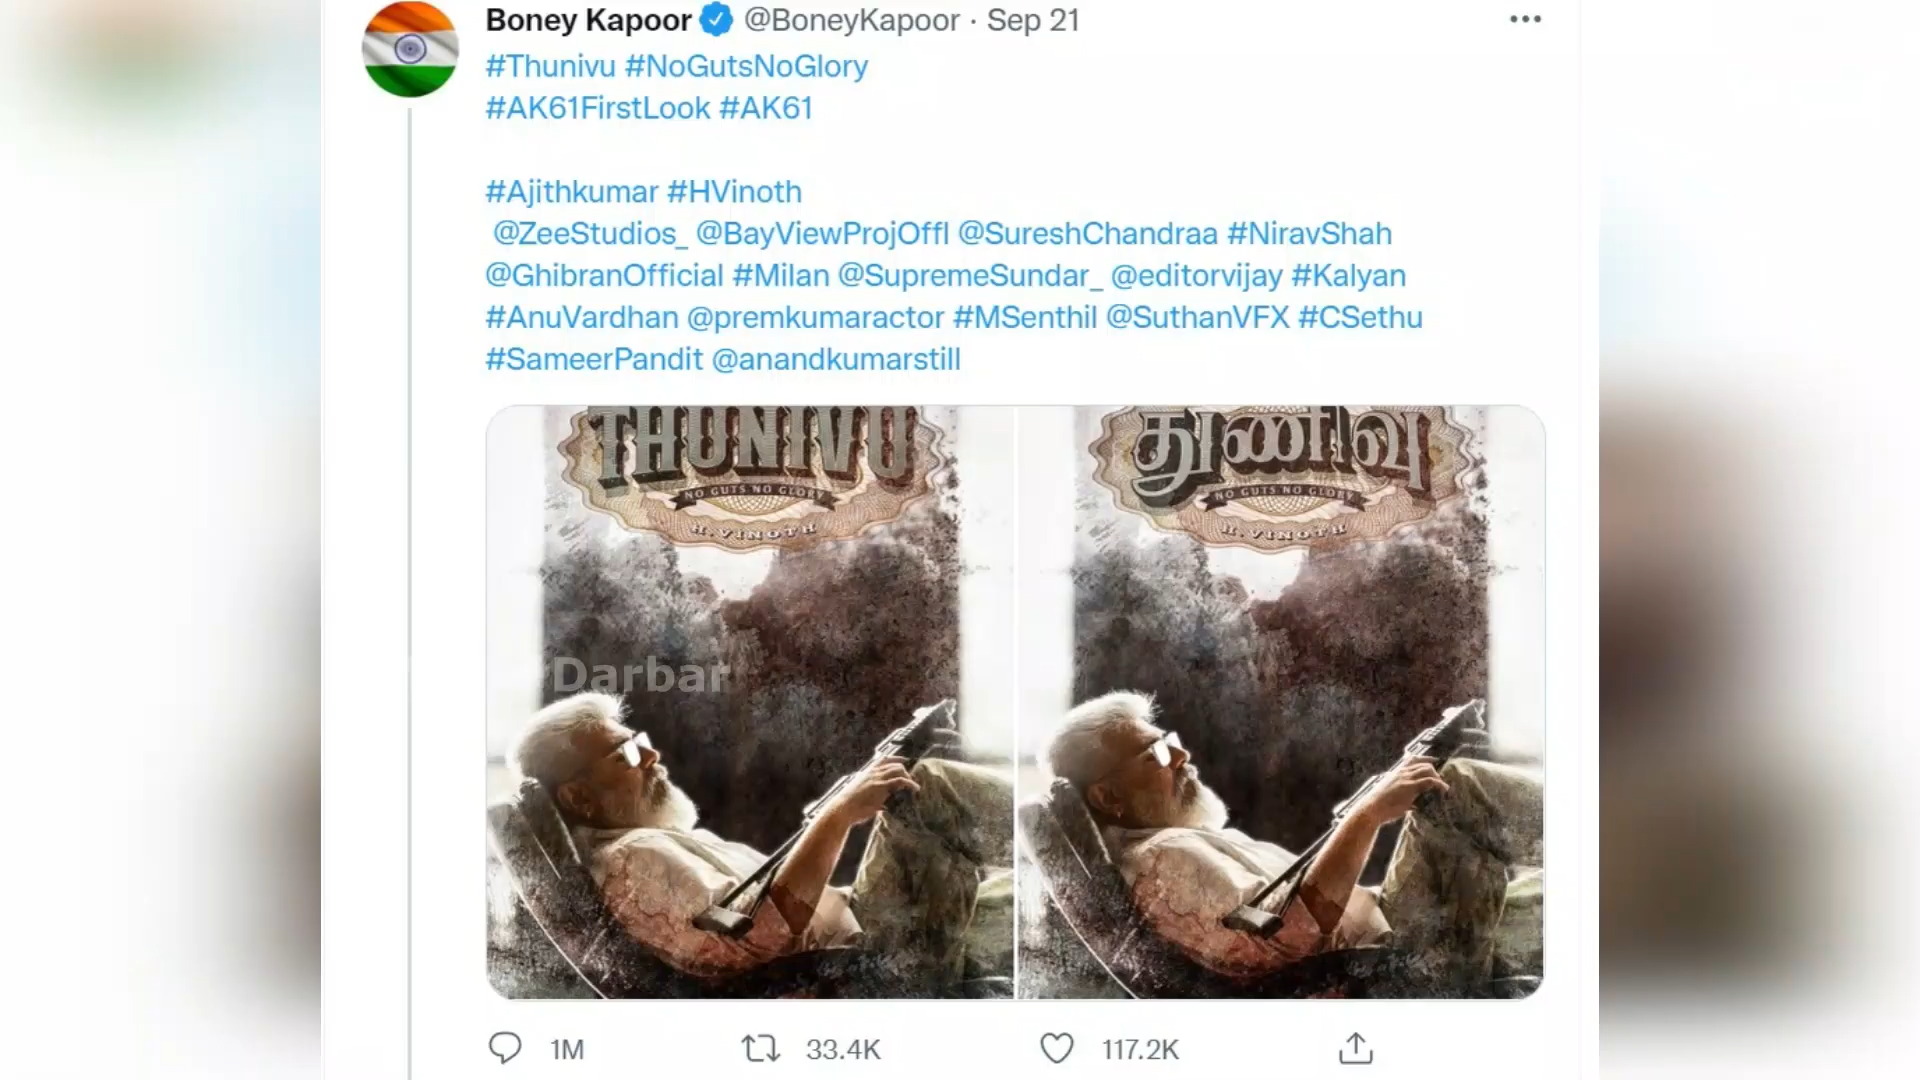 Boney Kapoor @BoneyKapoor · Sep 21
#Thunivu #NoGutsNoGlory
#AK61FirstLook #AK61
#Ajithkumar #HVinoth
@ZeeStudios_ @BayViewProjOffl @SureshChandraa #NiravShah
@GhibranOfficial #Milan @SupremeSundar_ @editorvijay #Kalyan
#AnuVardhan @premkumaractor #MSenthil @SuthanVFX #CSethu
#SameerPandit @anandkumarstill
THUNIVU
NO GUTS NO GLORY
H. VINOTH
துணிவு
NO GUTS NO GLORY
H. VINOTH
Darbar
1M 33.4K 117.2K